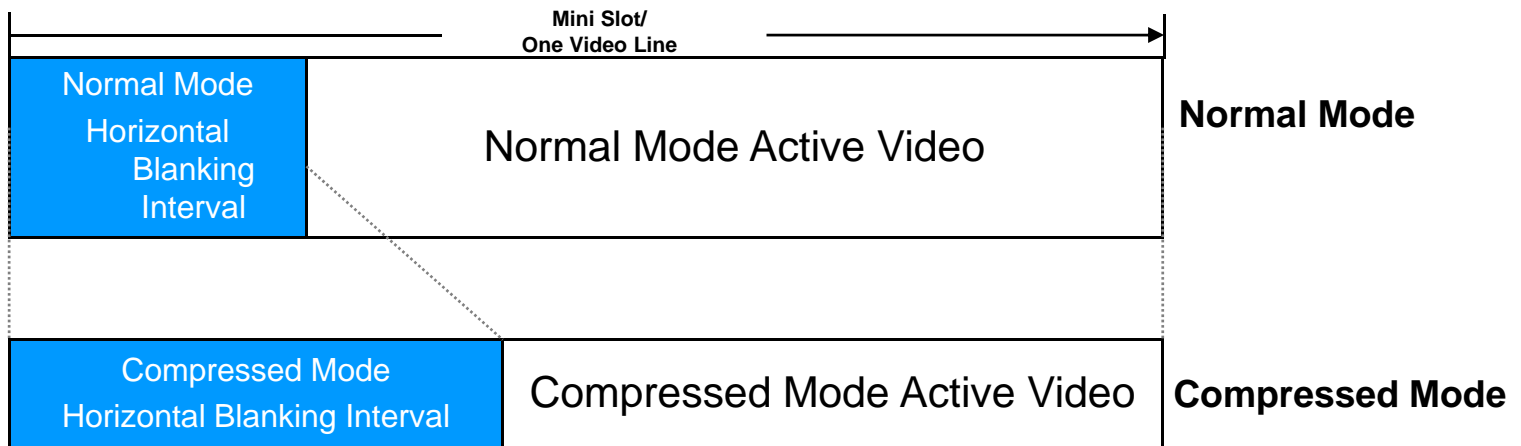 Mini Slot/
One Video Line
Normal Mode
Horizontal
Blanking
Interval
Normal Mode Active Video
Normal Mode
Compressed Mode
Horizontal Blanking Interval
Compressed Mode Active Video
Compressed Mode